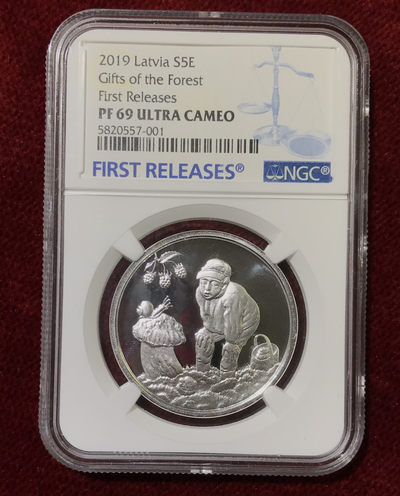 2019 Latvia S5E
Gifts of the Forest
First Releases
PF 69 ULTRA CAMEO
5820557-001
FIRST RELEASES®
NGC®